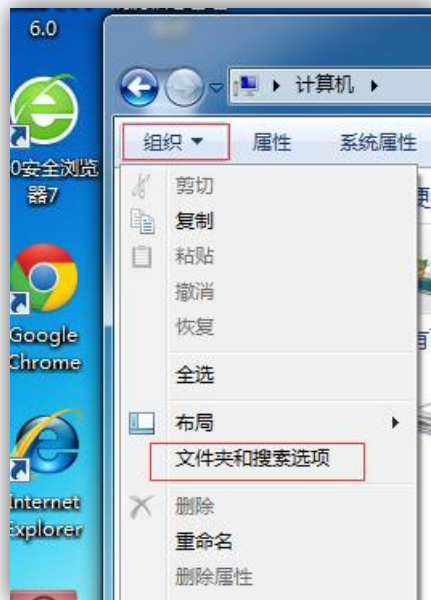 6.0
计算机
组织
属性
系统属性
0安全浏览
器7
剪切
复制
粘贴
撤消
恢复
全选
布局
文件夹和搜索选项
删除
重命名
删除属性
Google
Chrome
Internet
Explorer